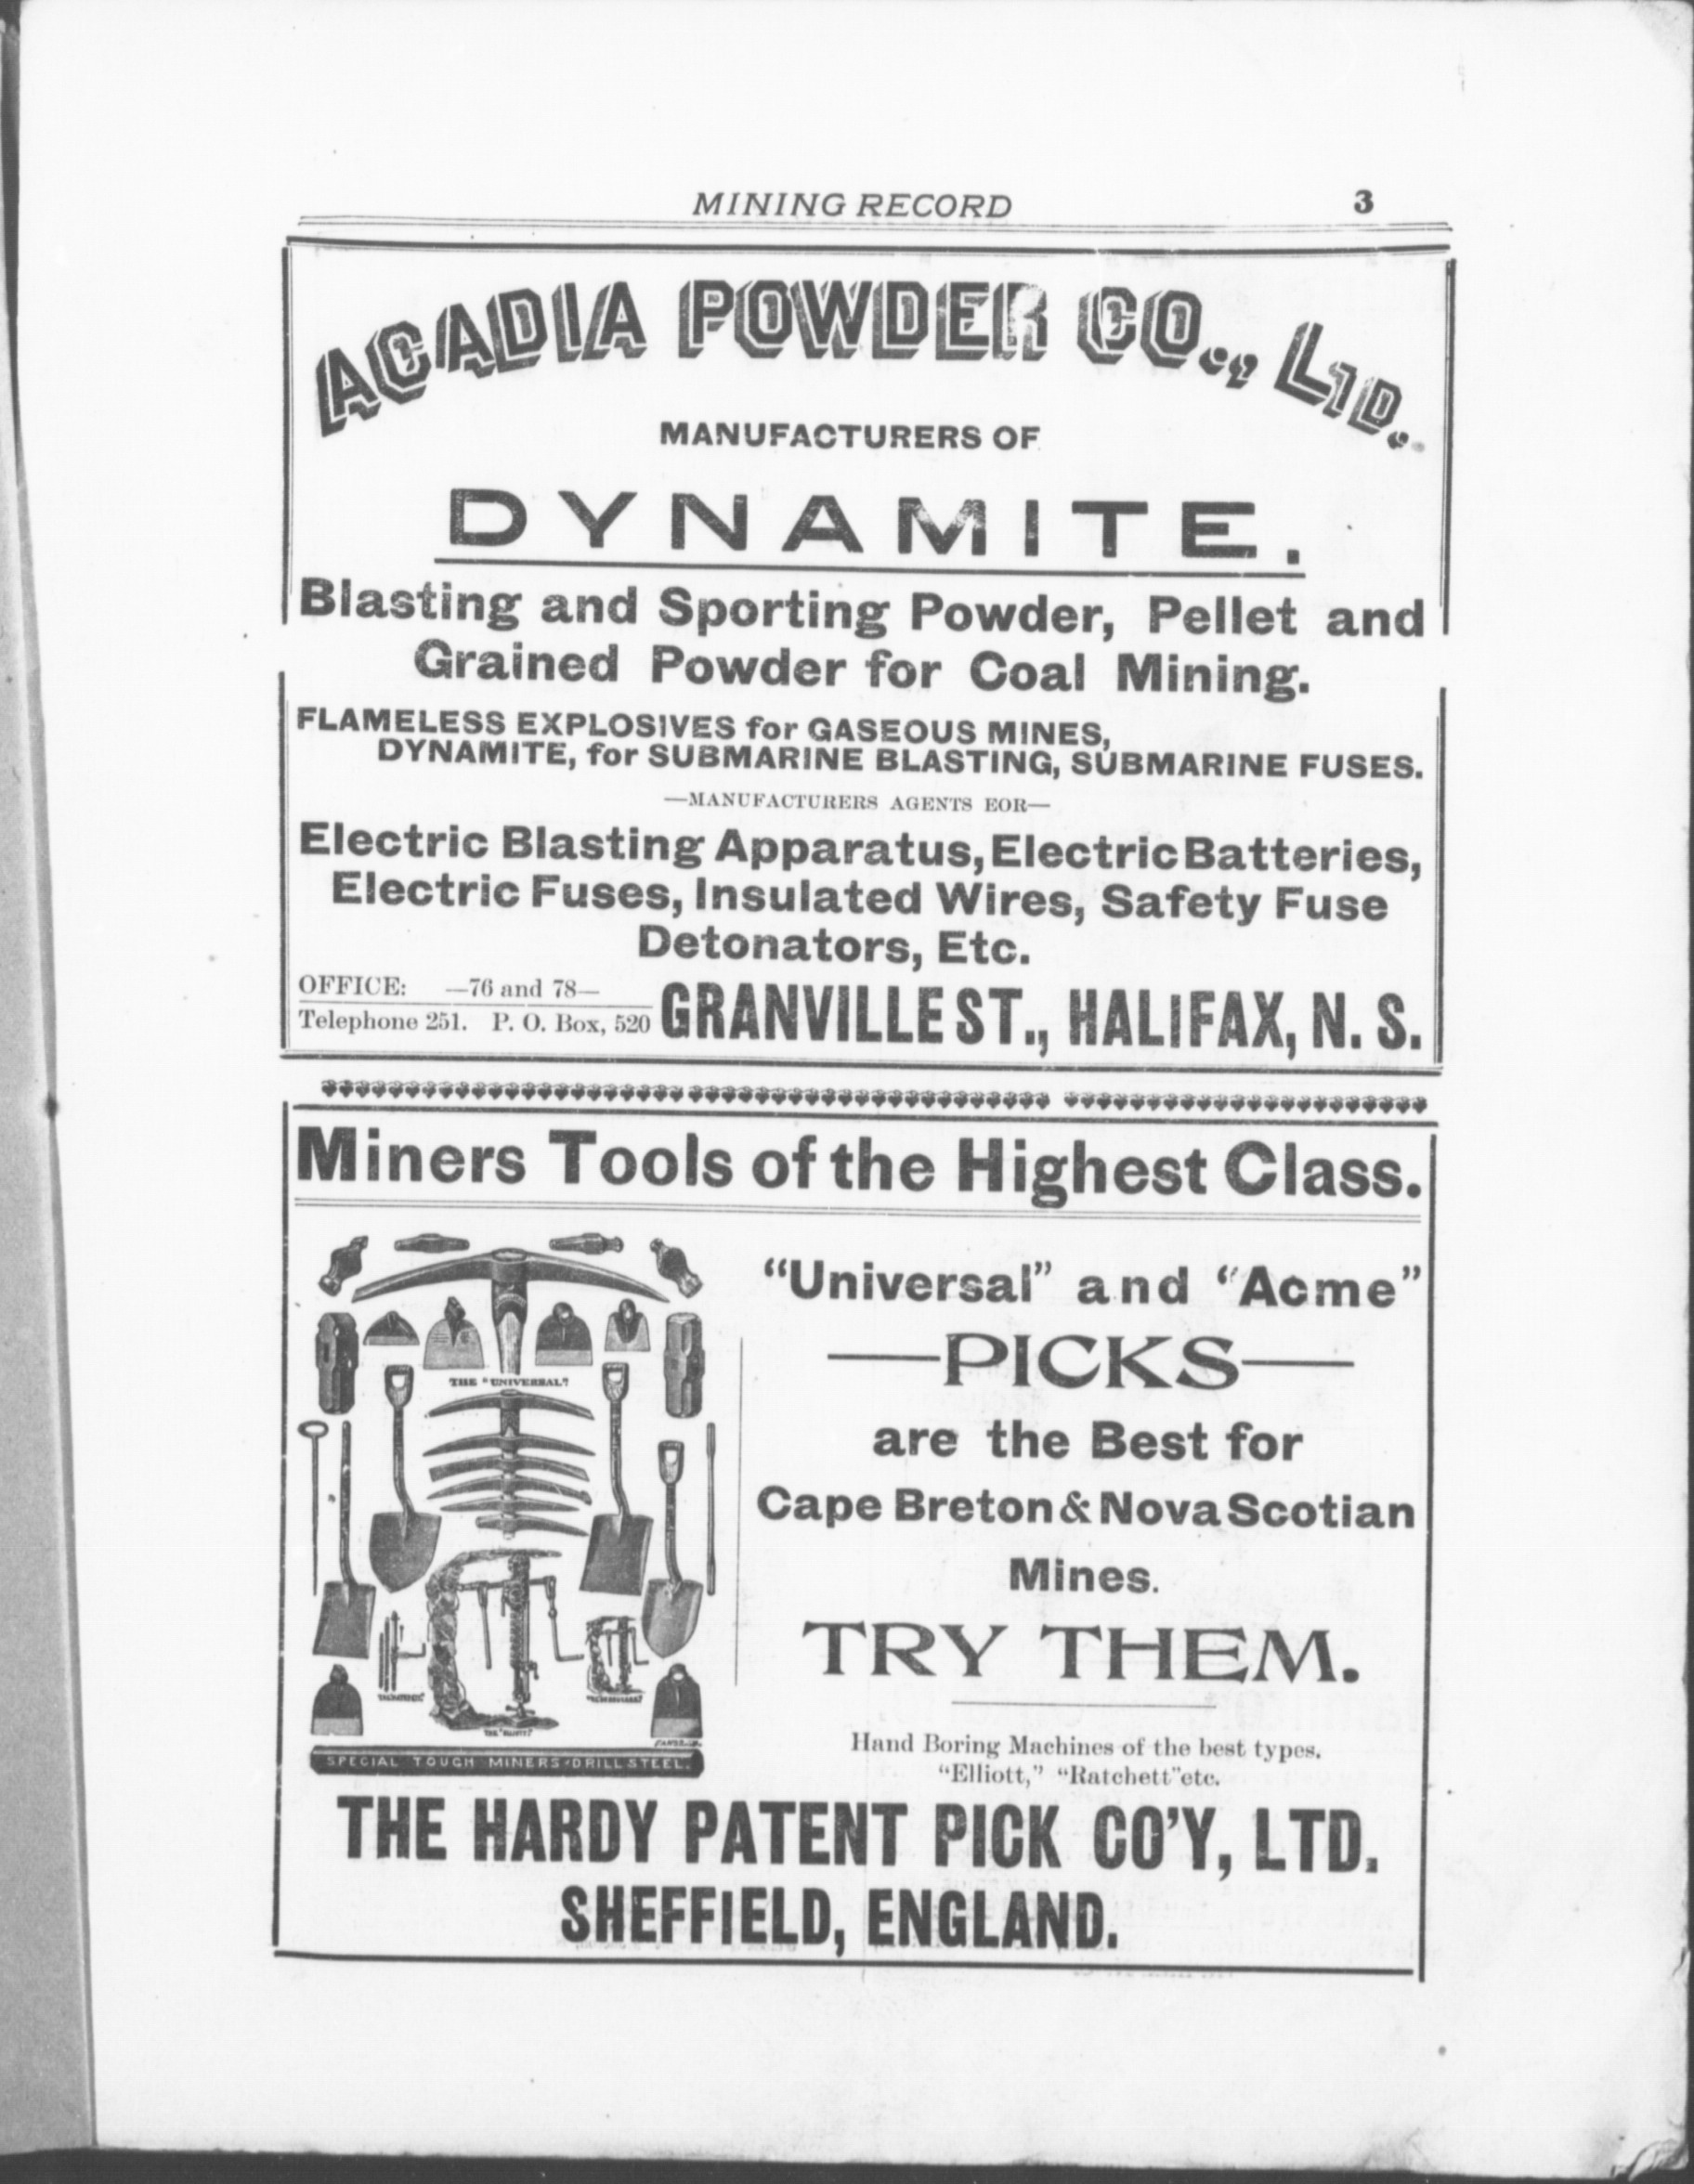 MINING RECORD 3
ACADIA POWDER CO., LTD.
MANUFACTURERS OF
DYNAMITE.
Blasting and Sporting Powder, Pellet and
Grained Powder for Coal Mining.
FLAMELESS EXPLOSIVES for GASEOUS MINES,
DYNAMITE, for SUBMARINE BLASTING, SUBMARINE FUSES.
—MANUFACTURERS AGENTS EOR—
Electric Blasting Apparatus, Electric Batteries,
Electric Fuses, Insulated Wires, Safety Fuse
Detonators, Etc.
OFFICE: —76 and 78—
Telephone 251. P. O. Box, 520
GRANVILLE ST., HALIFAX, N. S.
Miners Tools of the Highest Class.
THE "UNIVERSAL"
THE "ELLIOTT"
SPECIAL TOUGH MINERS DRILL STEEL.
“Universal” and “Acme”
—PICKS—
are the Best for
Cape Breton & Nova Scotian
Mines.
TRY THEM.
Hand Boring Machines of the best types.
“Elliott,” “Ratchett”etc.
THE HARDY PATENT PICK CO’Y, LTD.
SHEFFIELD, ENGLAND.